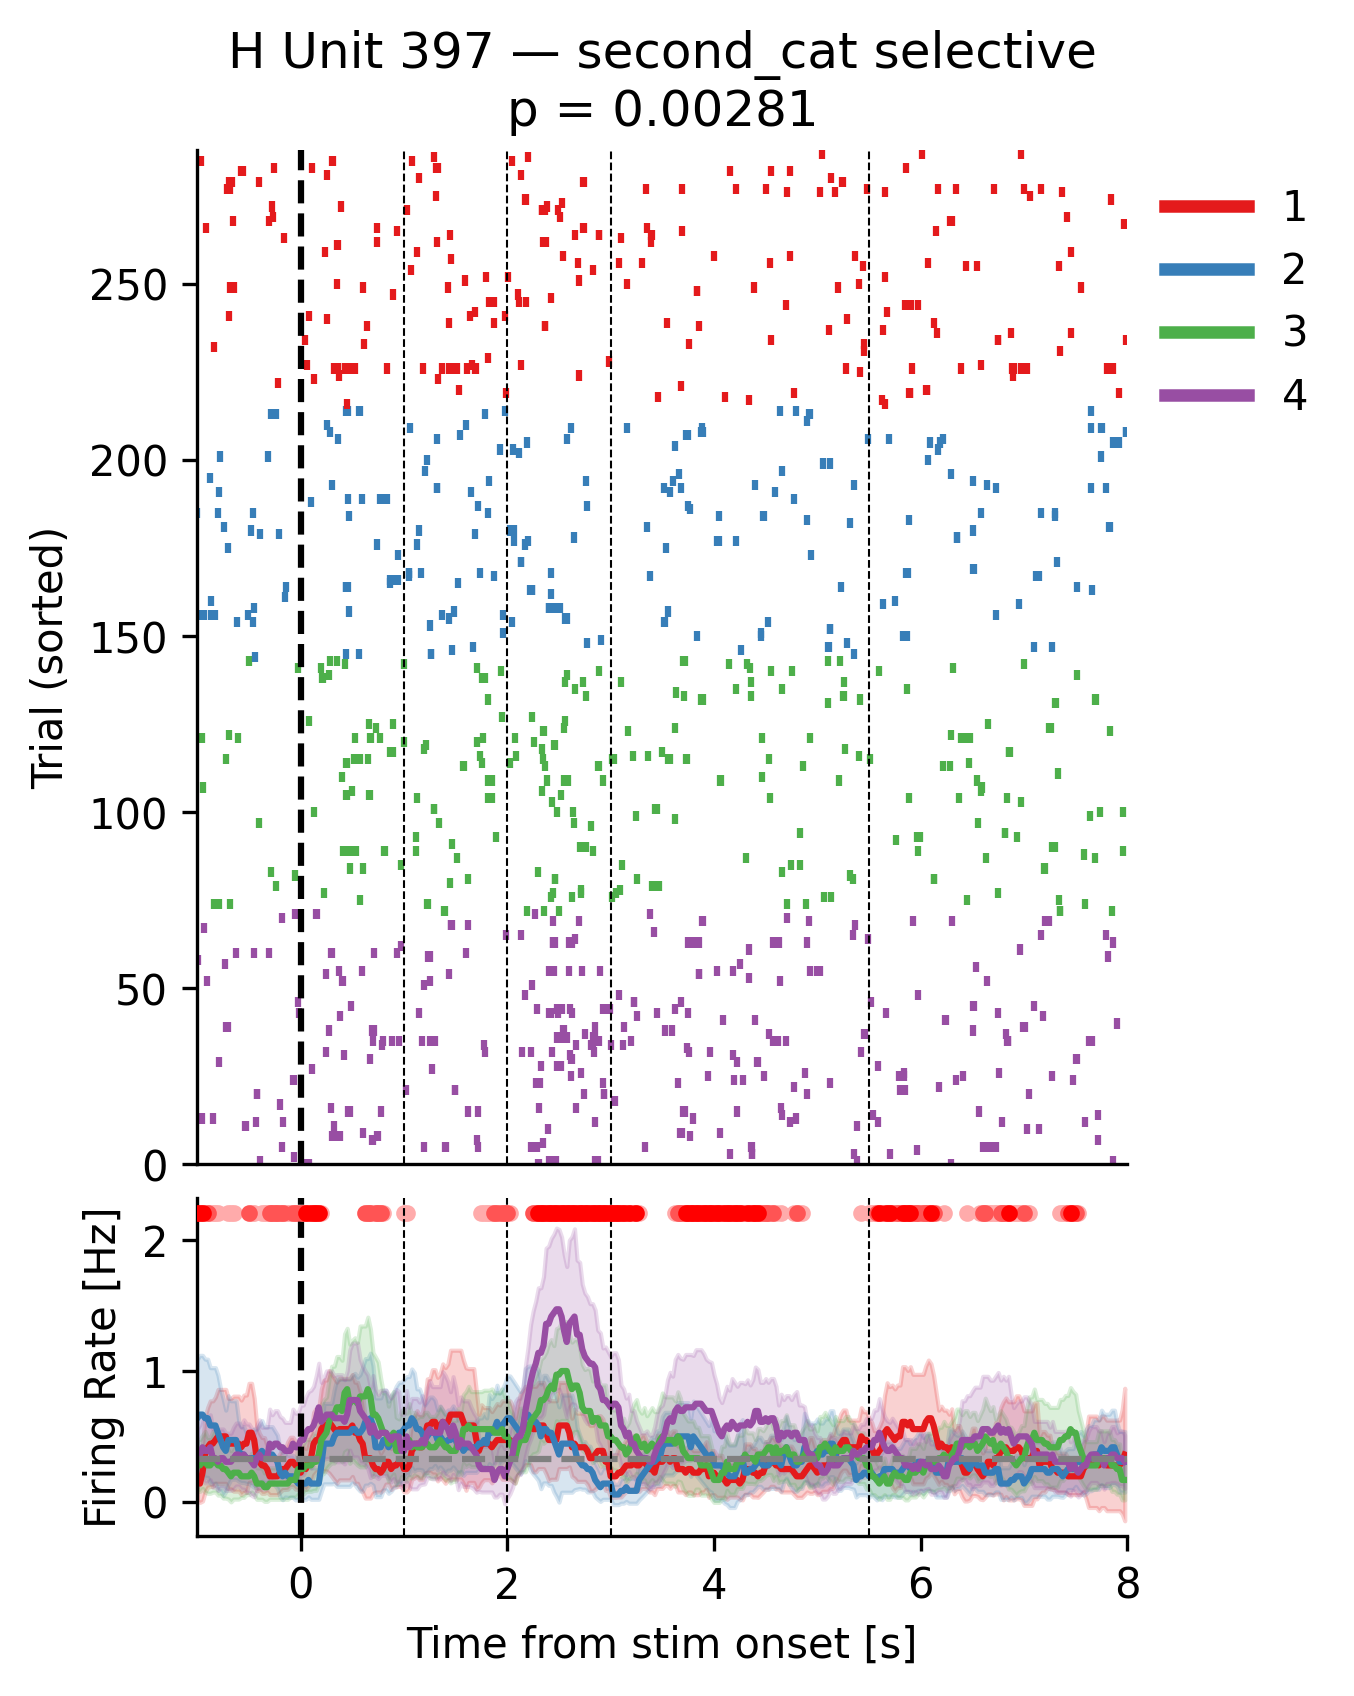 H Unit 397 — second_cat selective
p = 0.00281
1
2
3
4
Trial (sorted)
250
200
150
100
50
0
Firing Rate [Hz]
2
1
0
0 2 4 6 8
Time from stim onset [s]